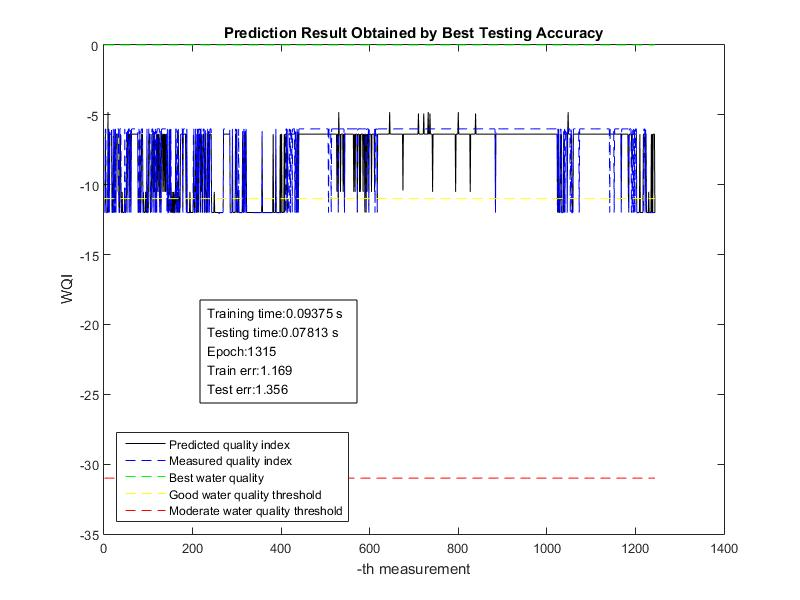 Prediction Result Obtained by Best Testing Accuracy
0
-5
-10
-15
-20
-25
-30
-35
WQI
Training time:0.09375 s
Testing time:0.07813 s
Epoch:1315
Train err:1.169
Test err:1.356
Predicted quality index
Measured quality index
Best water quality
Good water quality threshold
Moderate water quality threshold
0 200 400 600 800 1000 1200 1400
-th measurement